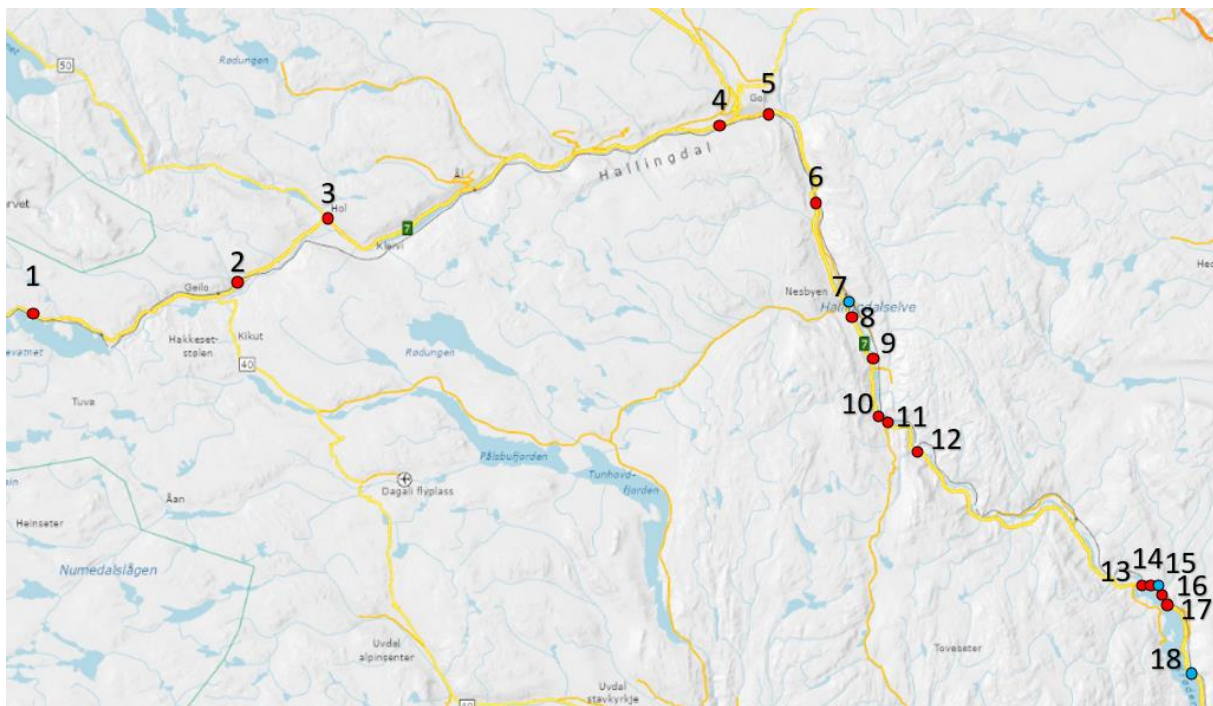 50
Rødungen
4
5
Gol
Hallingdal
6
3
Hol
Ål
7
Kleivi
2
Geilo
1
Hakkeset-
stølen
Kikut
40
Rødungen
7
Nesbyen
Hallingdalselve
8
7
9
10
11
12
Tuva
Pålsbufjorden
Tunhovd-
fjorden
Dagali flyplass
Åan
Heinseter
Numedalslågen
13
14
15
16
17
18
Uvdal
alpinsenter
Uvdal
stavkyrkje
40
Tovseter